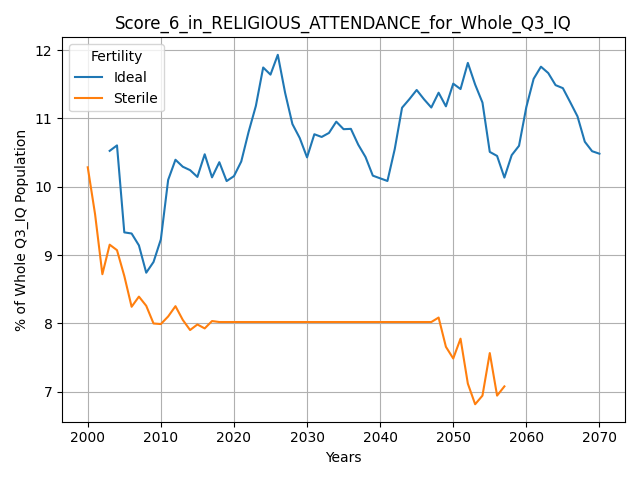 Score_6_in_RELIGIOUS_ATTENDANCE_for_Whole_Q3_IQ
Fertility
Ideal
Sterile
% of Whole Q3_IQ Population
12
11
10
9
8
7
2000 2010 2020 2030 2040 2050 2060 2070
Years